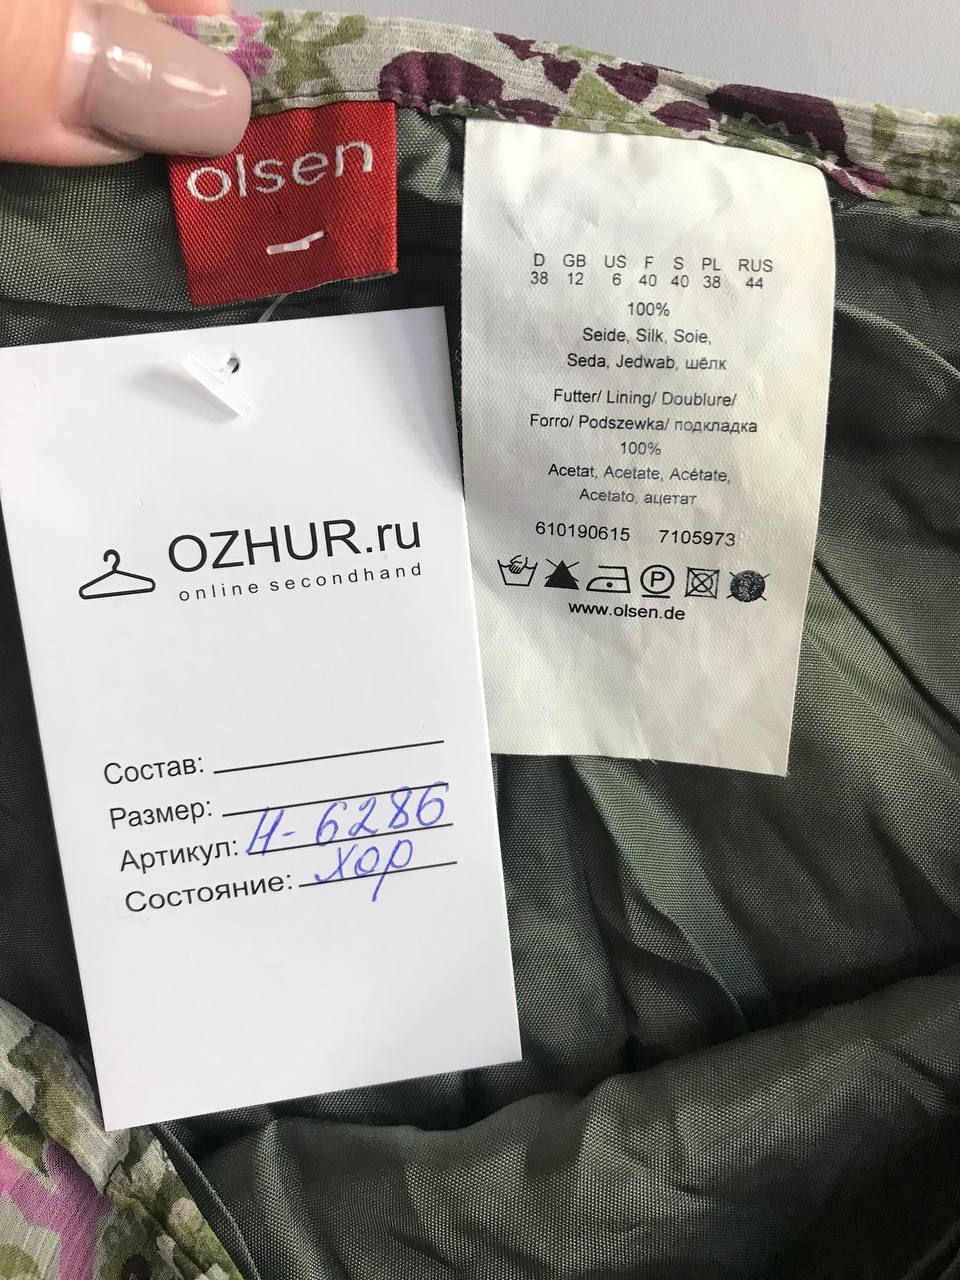 olsen
D GB US F S PL RUS
38 12 6 40 40 38 44
100%
Seide, Silk, Soie,
Seda, Jedwab, шёлк
Futter/ Lining/ Doublure/
Forro/ Podszewka/ подкладка
100%
Acetat, Acetate, Acétate,
Acetato, ацетат
610190615 7105973
P
www.olsen.de
OZHUR.ru
online secondhand
Состав:
Размер:
Артикул: Н-6286
Состояние: хор